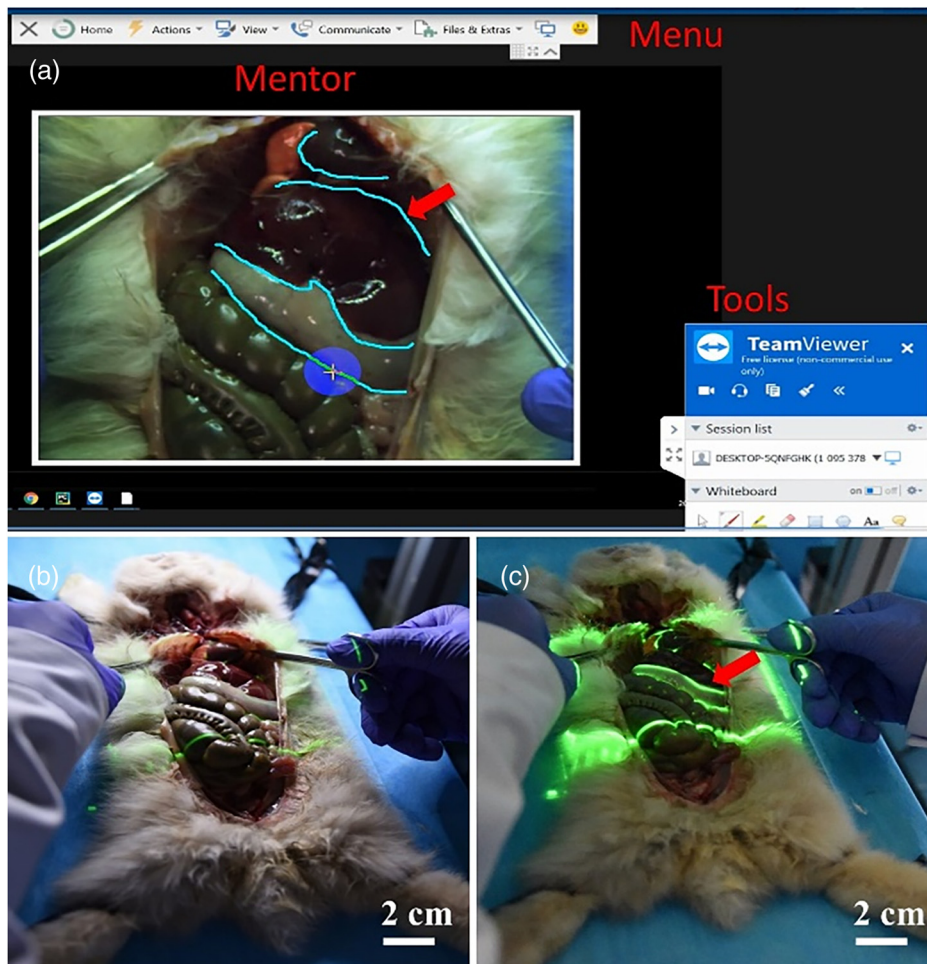 Home Actions View Communicate Files & Extras
Menu
(a)
Mentor
Tools
TeamViewer
Free license (non-commercial use
only)
Session list
DESKTOP-SQNFGHK (1 095 378
Whiteboard
on off
Aa
(b)
2 cm
(c)
2 cm